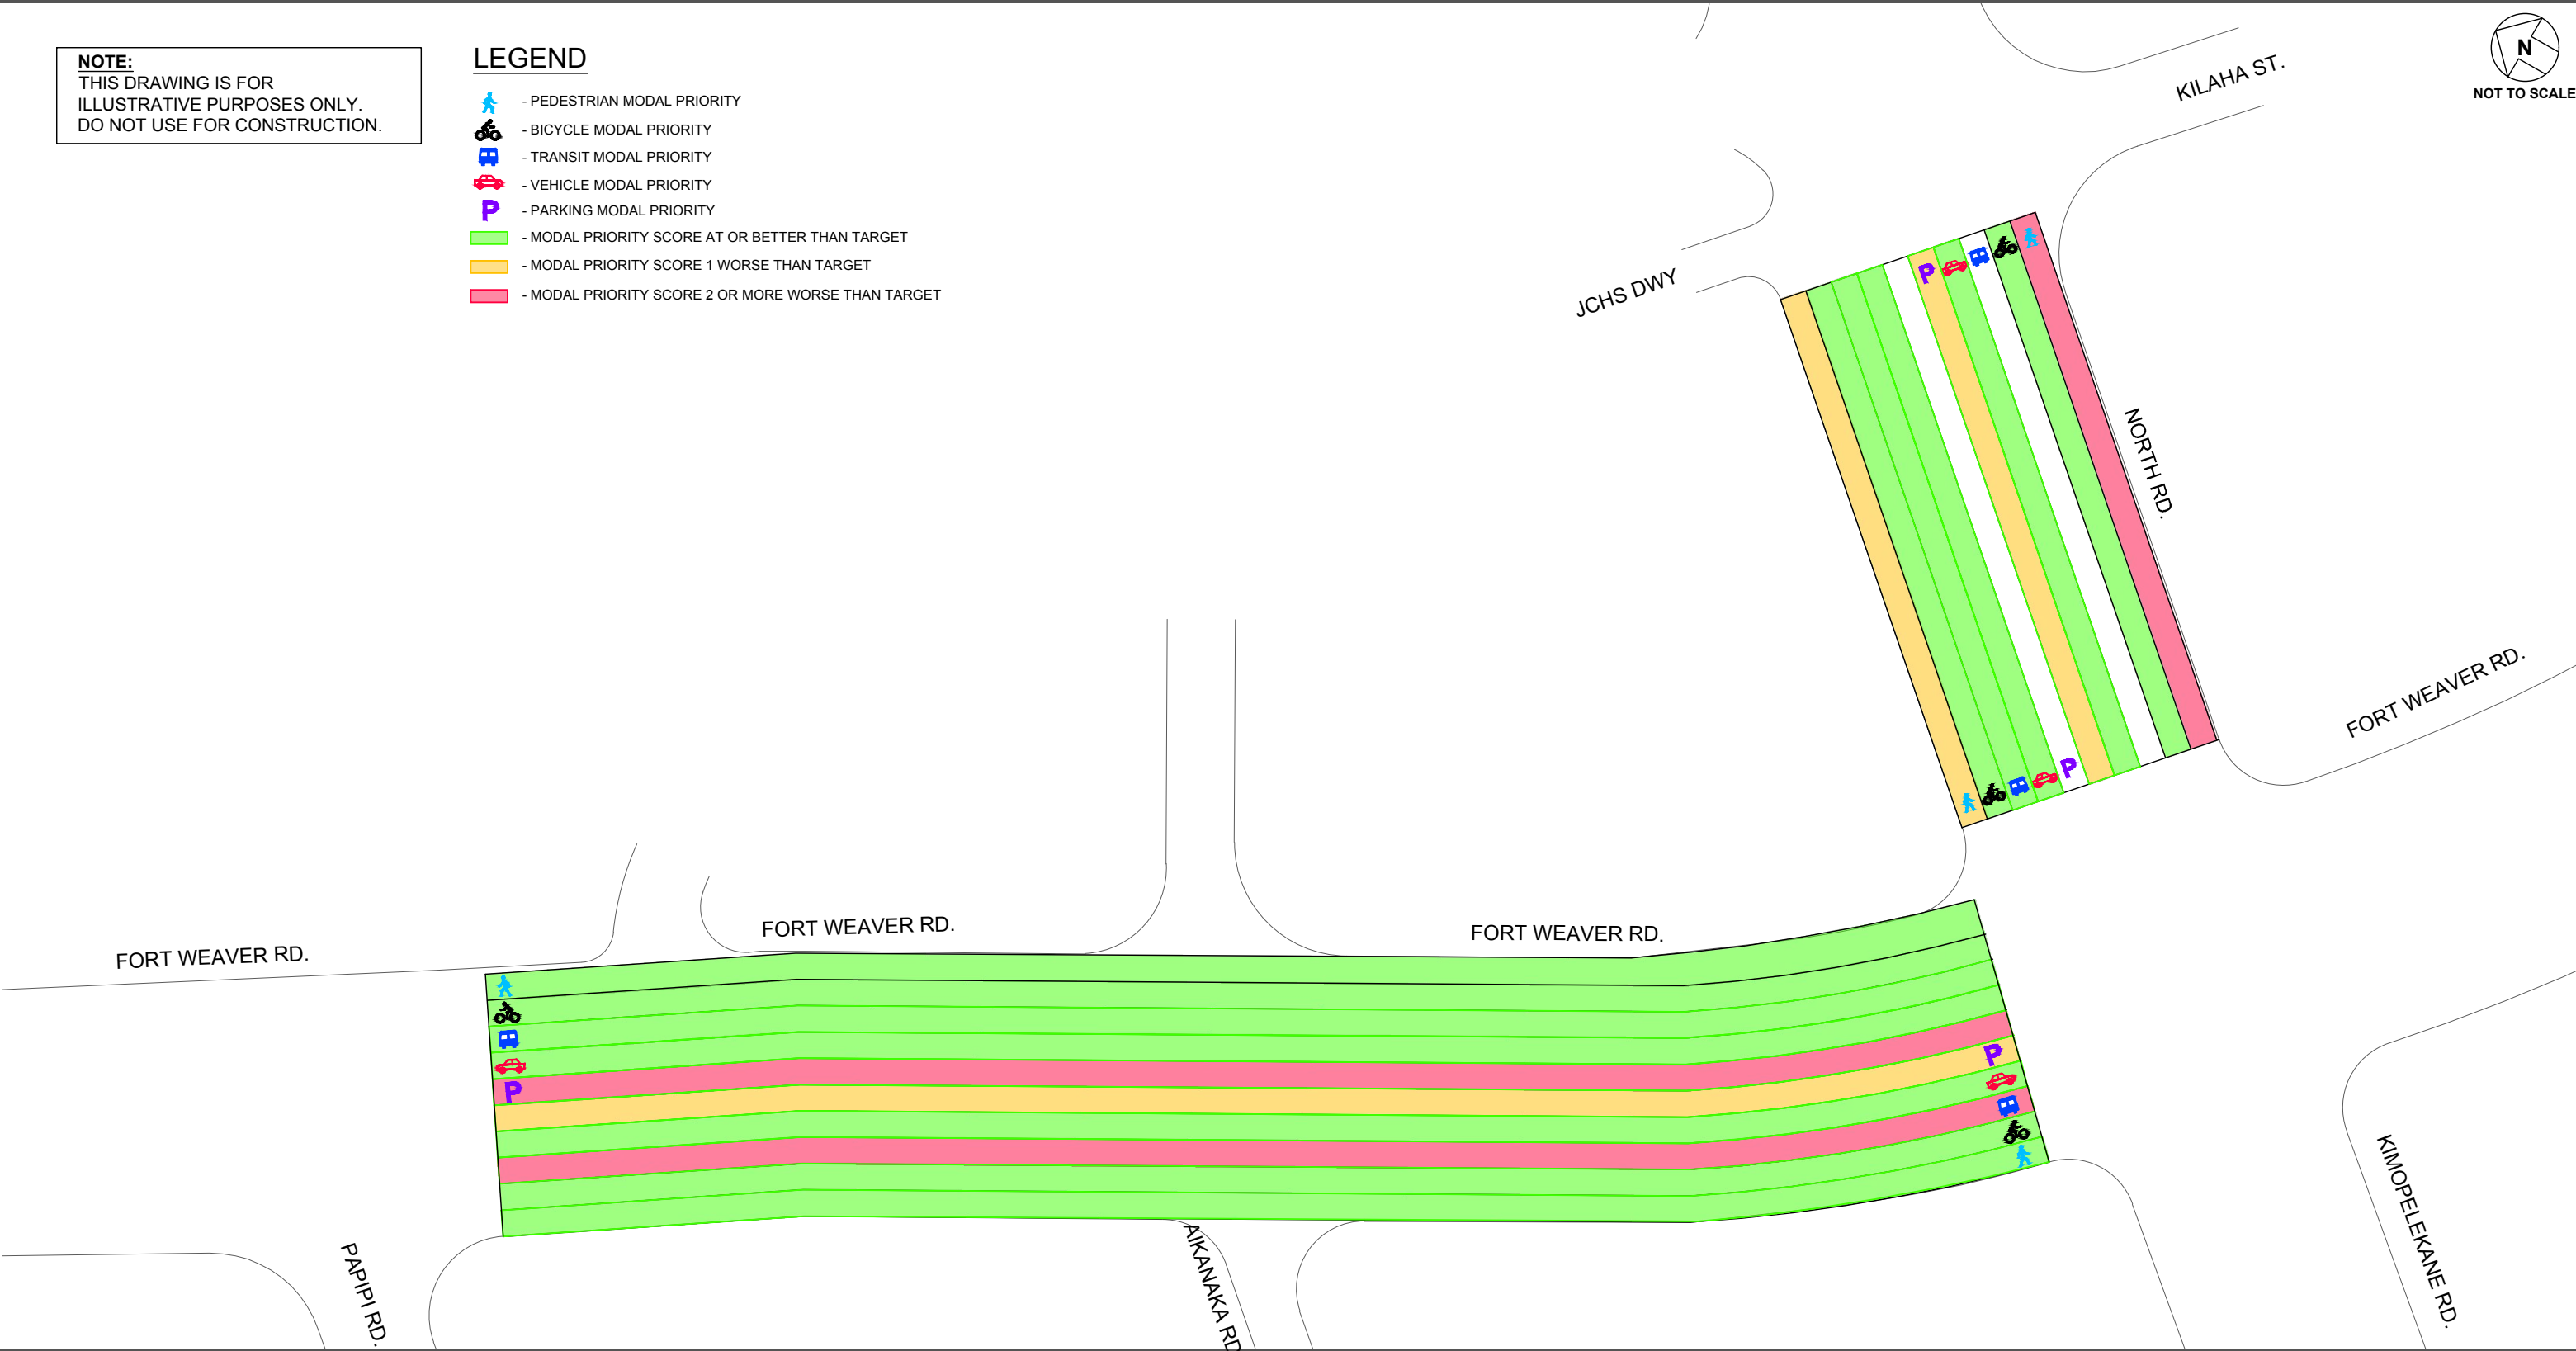 NOTE:
THIS DRAWING IS FOR
ILLUSTRATIVE PURPOSES ONLY.
DO NOT USE FOR CONSTRUCTION.
LEGEND
- PEDESTRIAN MODAL PRIORITY
- BICYCLE MODAL PRIORITY
- TRANSIT MODAL PRIORITY
- VEHICLE MODAL PRIORITY
P - PARKING MODAL PRIORITY
- MODAL PRIORITY SCORE AT OR BETTER THAN TARGET
- MODAL PRIORITY SCORE 1 WORSE THAN TARGET
- MODAL PRIORITY SCORE 2 OR MORE WORSE THAN TARGET
N
NOT TO SCALE
KILAHA ST.
JCHS DWY
P
NORTH RD.
FORT WEAVER RD.
P
FORT WEAVER RD.
FORT WEAVER RD.
FORT WEAVER RD.
P
P
PAPIPI RD.
AIKANAKA RD
KIMOPELEKANE RD.